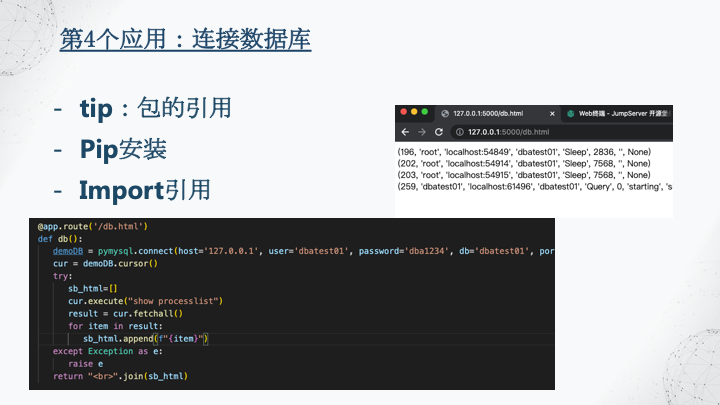 第4个应用：连接数据库
- tip：包的引用
- Pip安装
- Import引用
127.0.0.1:5000/db.html
Web终端 - JumpServer 开源堡
127.0.0.1:5000/db.html
(196, 'root', 'localhost:54849', 'dbatest01', 'Sleep', 2836, '', None)
(202, 'root', 'localhost:54914', 'dbatest01', 'Sleep', 7568, '', None)
(203, 'root', 'localhost:54915', 'dbatest01', 'Sleep', 7568, '', None)
(259, 'dbatest01', 'localhost:61496', 'dbatest01', 'Query', 0, 'starting', 's
@app.route('/db.html')
def db():
demoDB = pymysql.connect(host='127.0.0.1', user='dbatest01', password='dba1234', db='dbatest01', por
cur = demoDB.cursor()
try:
sb_html=[]
cur.execute("show processlist")
result = cur.fetchall()
for item in result:
sb_html.append(f"{item}")
except Exception as e:
raise e
return "<br>".join(sb_html)